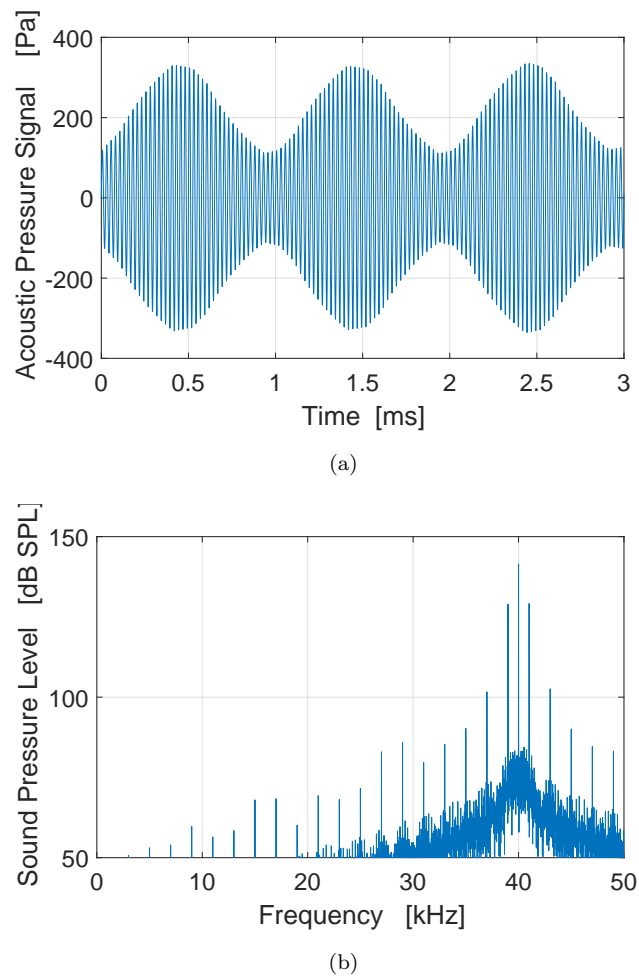 Acoustic Pressure Signal [Pa]
400
200
0
-200
-400
0 0.5 1 1.5 2 2.5 3
Time [ms]
(a)
Sound Pressure Level [dB SPL]
150
100
50
0 10 20 30 40 50
Frequency [kHz]
(b)